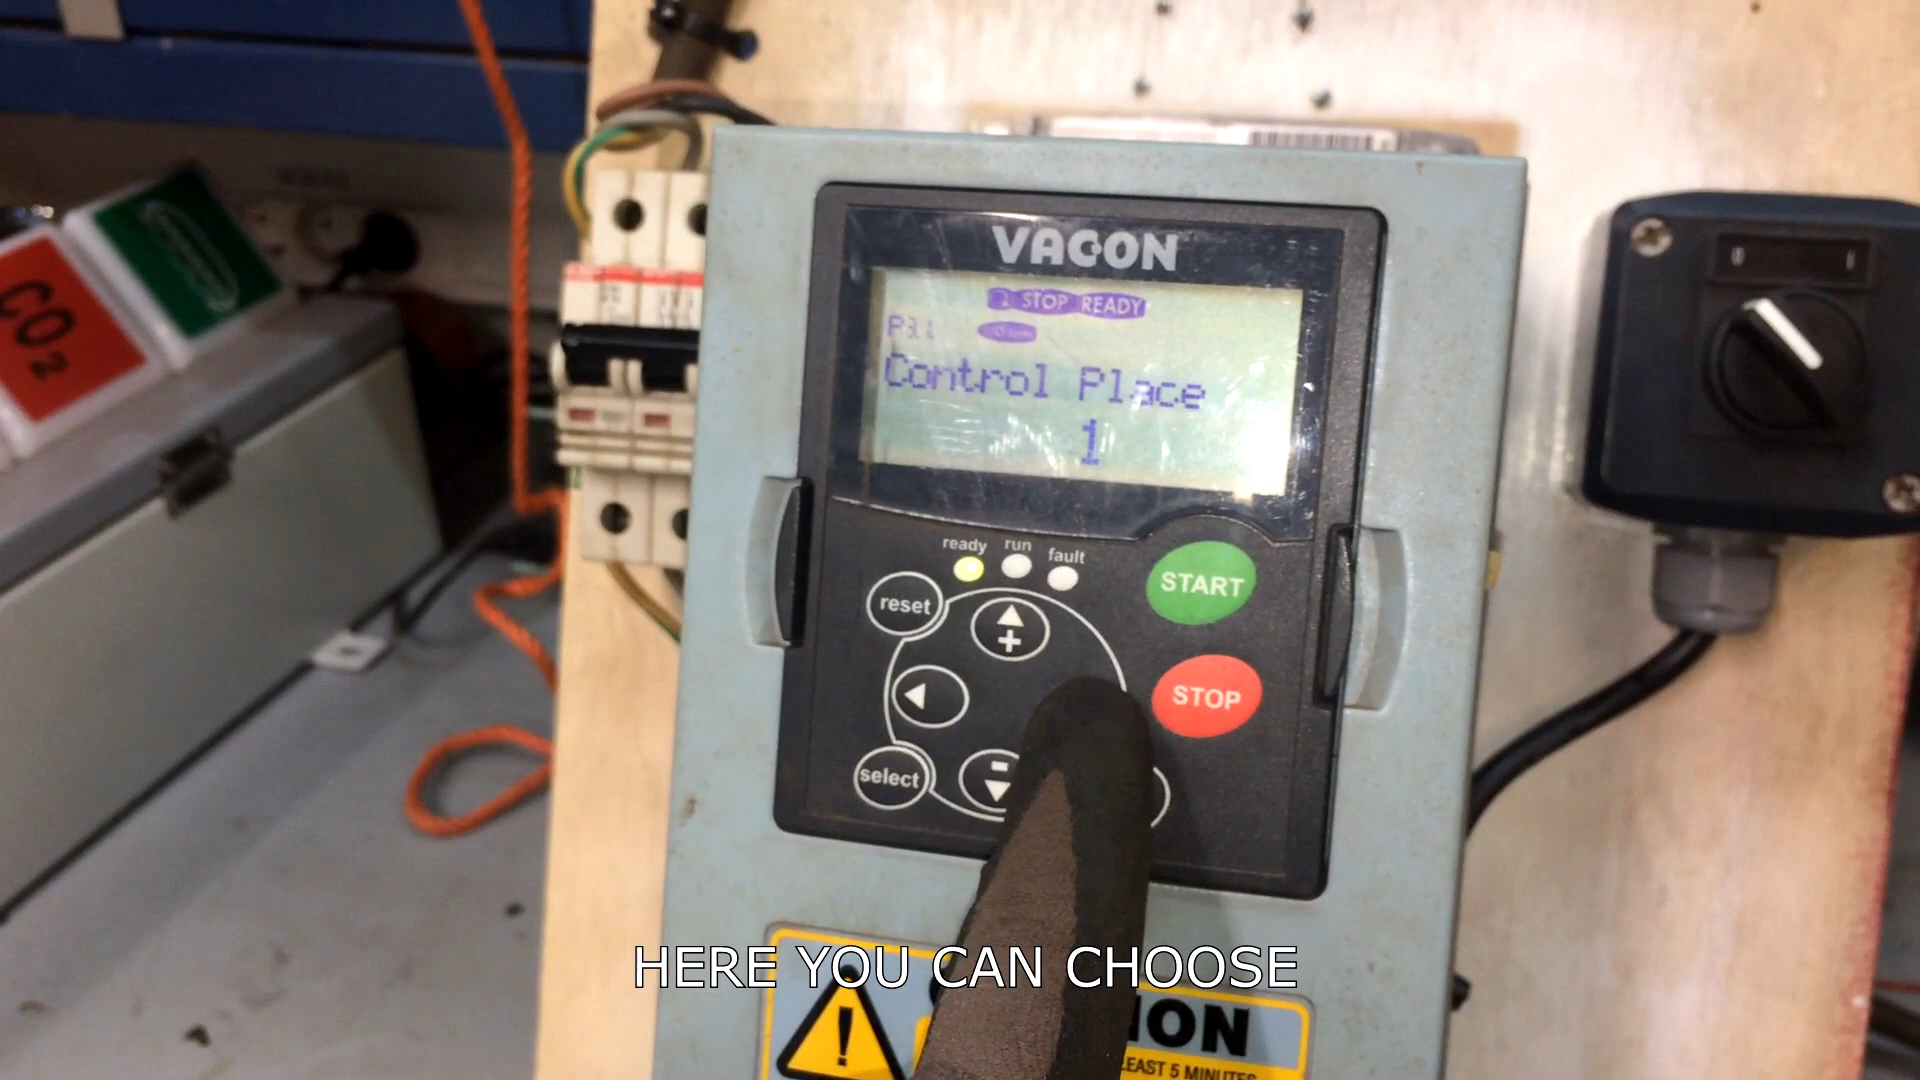 VACON
STOP READY
P3.1
Control Place
1
ready run fault
reset
START
STOP
select
CO2
HERE YOU CAN CHOOSE
LEAST 5 MINUTES